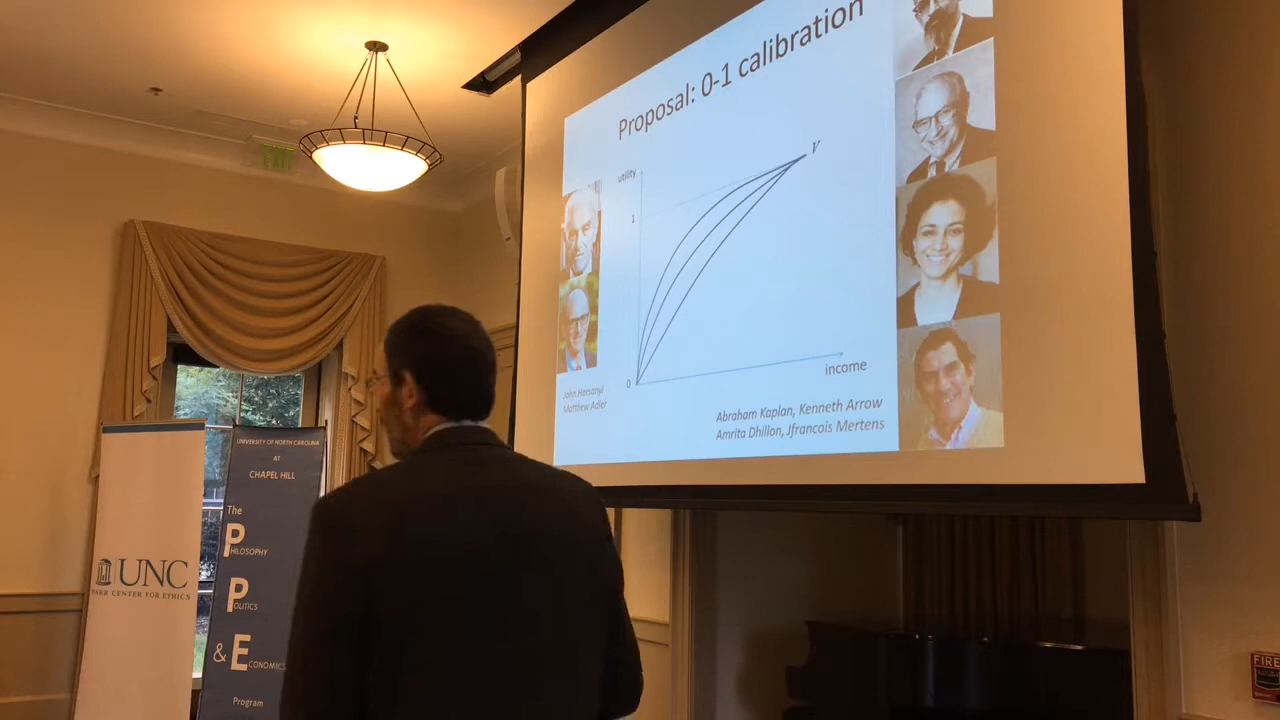 Proposal: 0-1 calibration
utility
1
V
0
income
John Harsanyi
Matthew Adler
Abraham Kaplan, Kenneth Arrow
Amrita Dhillon, Jfrancois Mertens
EXIT
UNC
PARR CENTER FOR ETHICS
UNIVERSITY OF NORTH CAROLINA
AT
CHAPEL HILL
The
PHILOSOPHY
POLITICS
& ECONOMICS
Program
FIRE